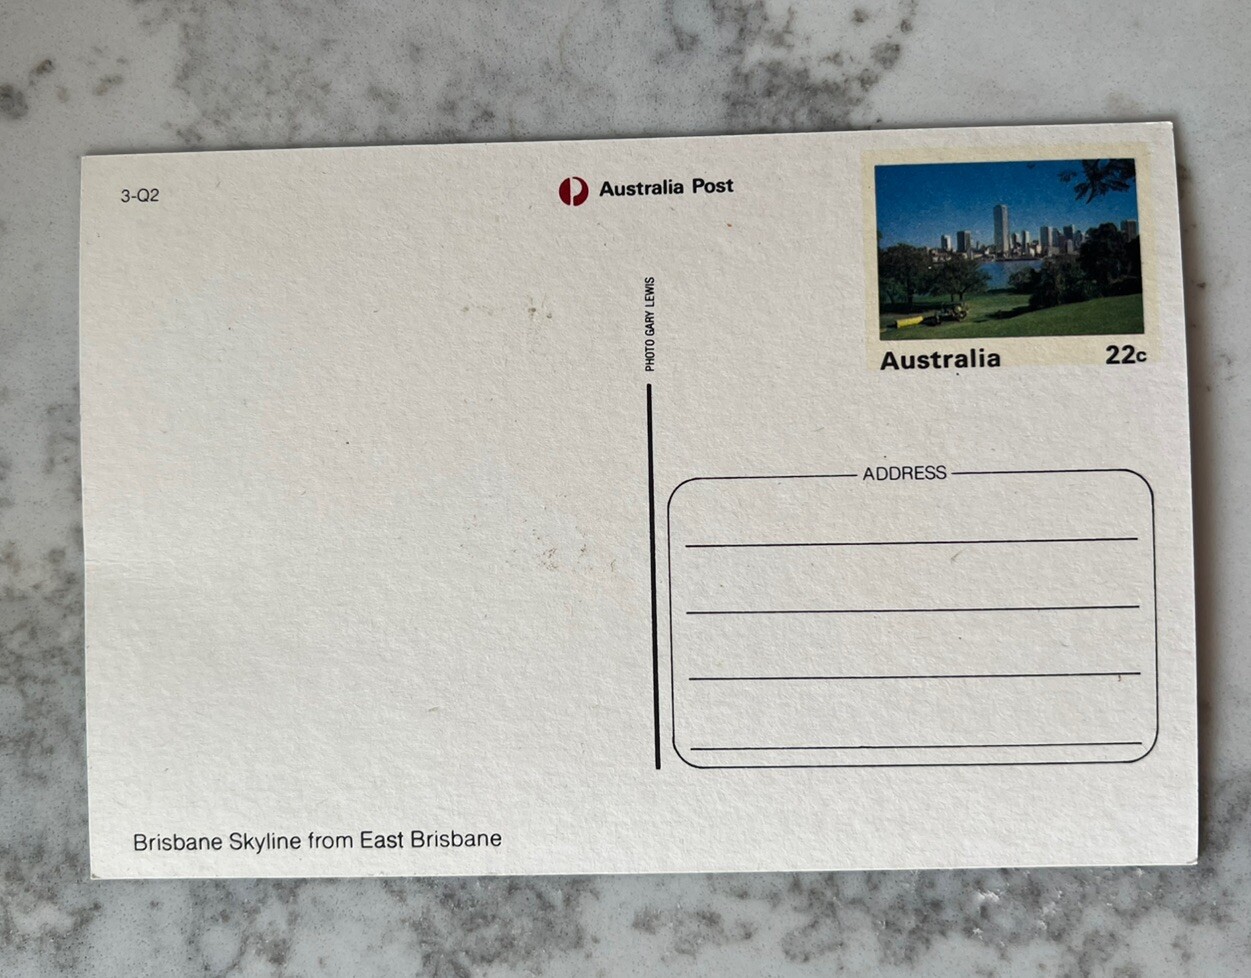 3-Q2
Australia Post
PHOTO GARY LEWIS
Australia 22c
ADDRESS
Brisbane Skyline from East Brisbane